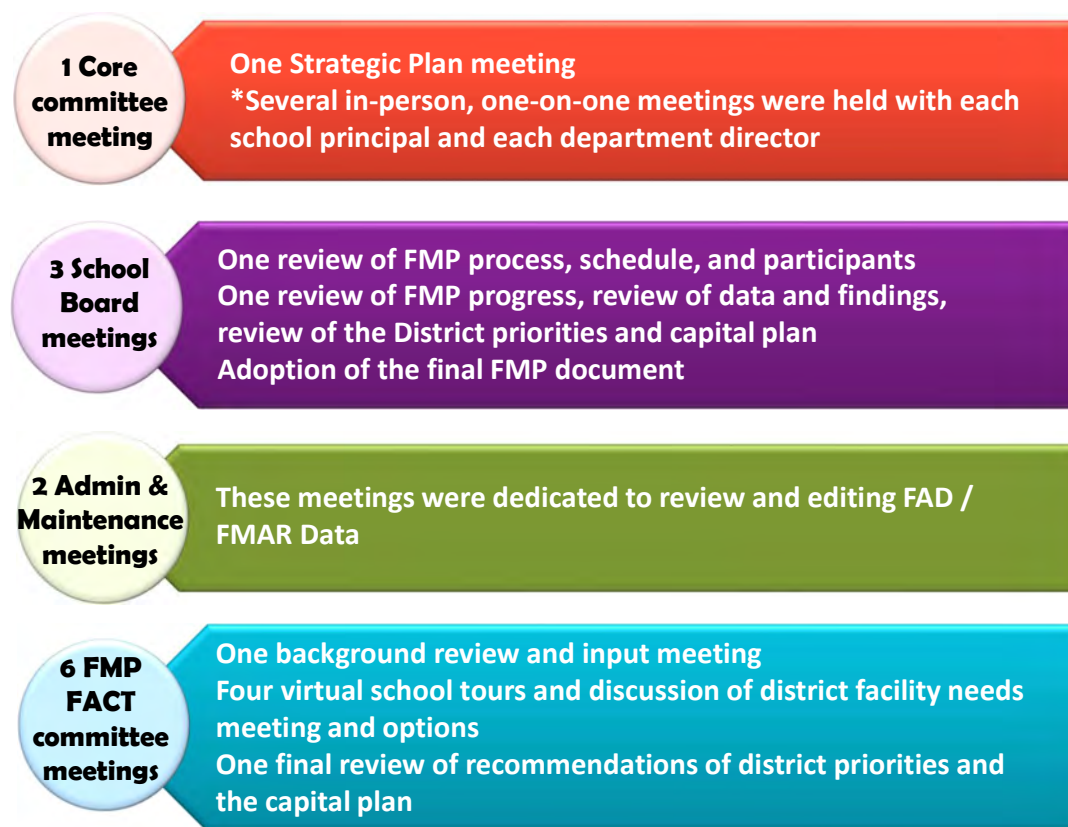 1 Core
committee
meeting
One Strategic Plan meeting
*Several in-person, one-on-one meetings were held with each
school principal and each department director
3 School
Board
meetings
One review of FMP process, schedule, and participants
One review of FMP progress, review of data and findings,
review of the District priorities and capital plan
Adoption of the final FMP document
2 Admin &
Maintenance
meetings
These meetings were dedicated to review and editing FAD /
FMAR Data
6 FMP
FACT
committee
meetings
One background review and input meeting
Four virtual school tours and discussion of district facility needs
meeting and options
One final review of recommendations of district priorities and
the capital plan